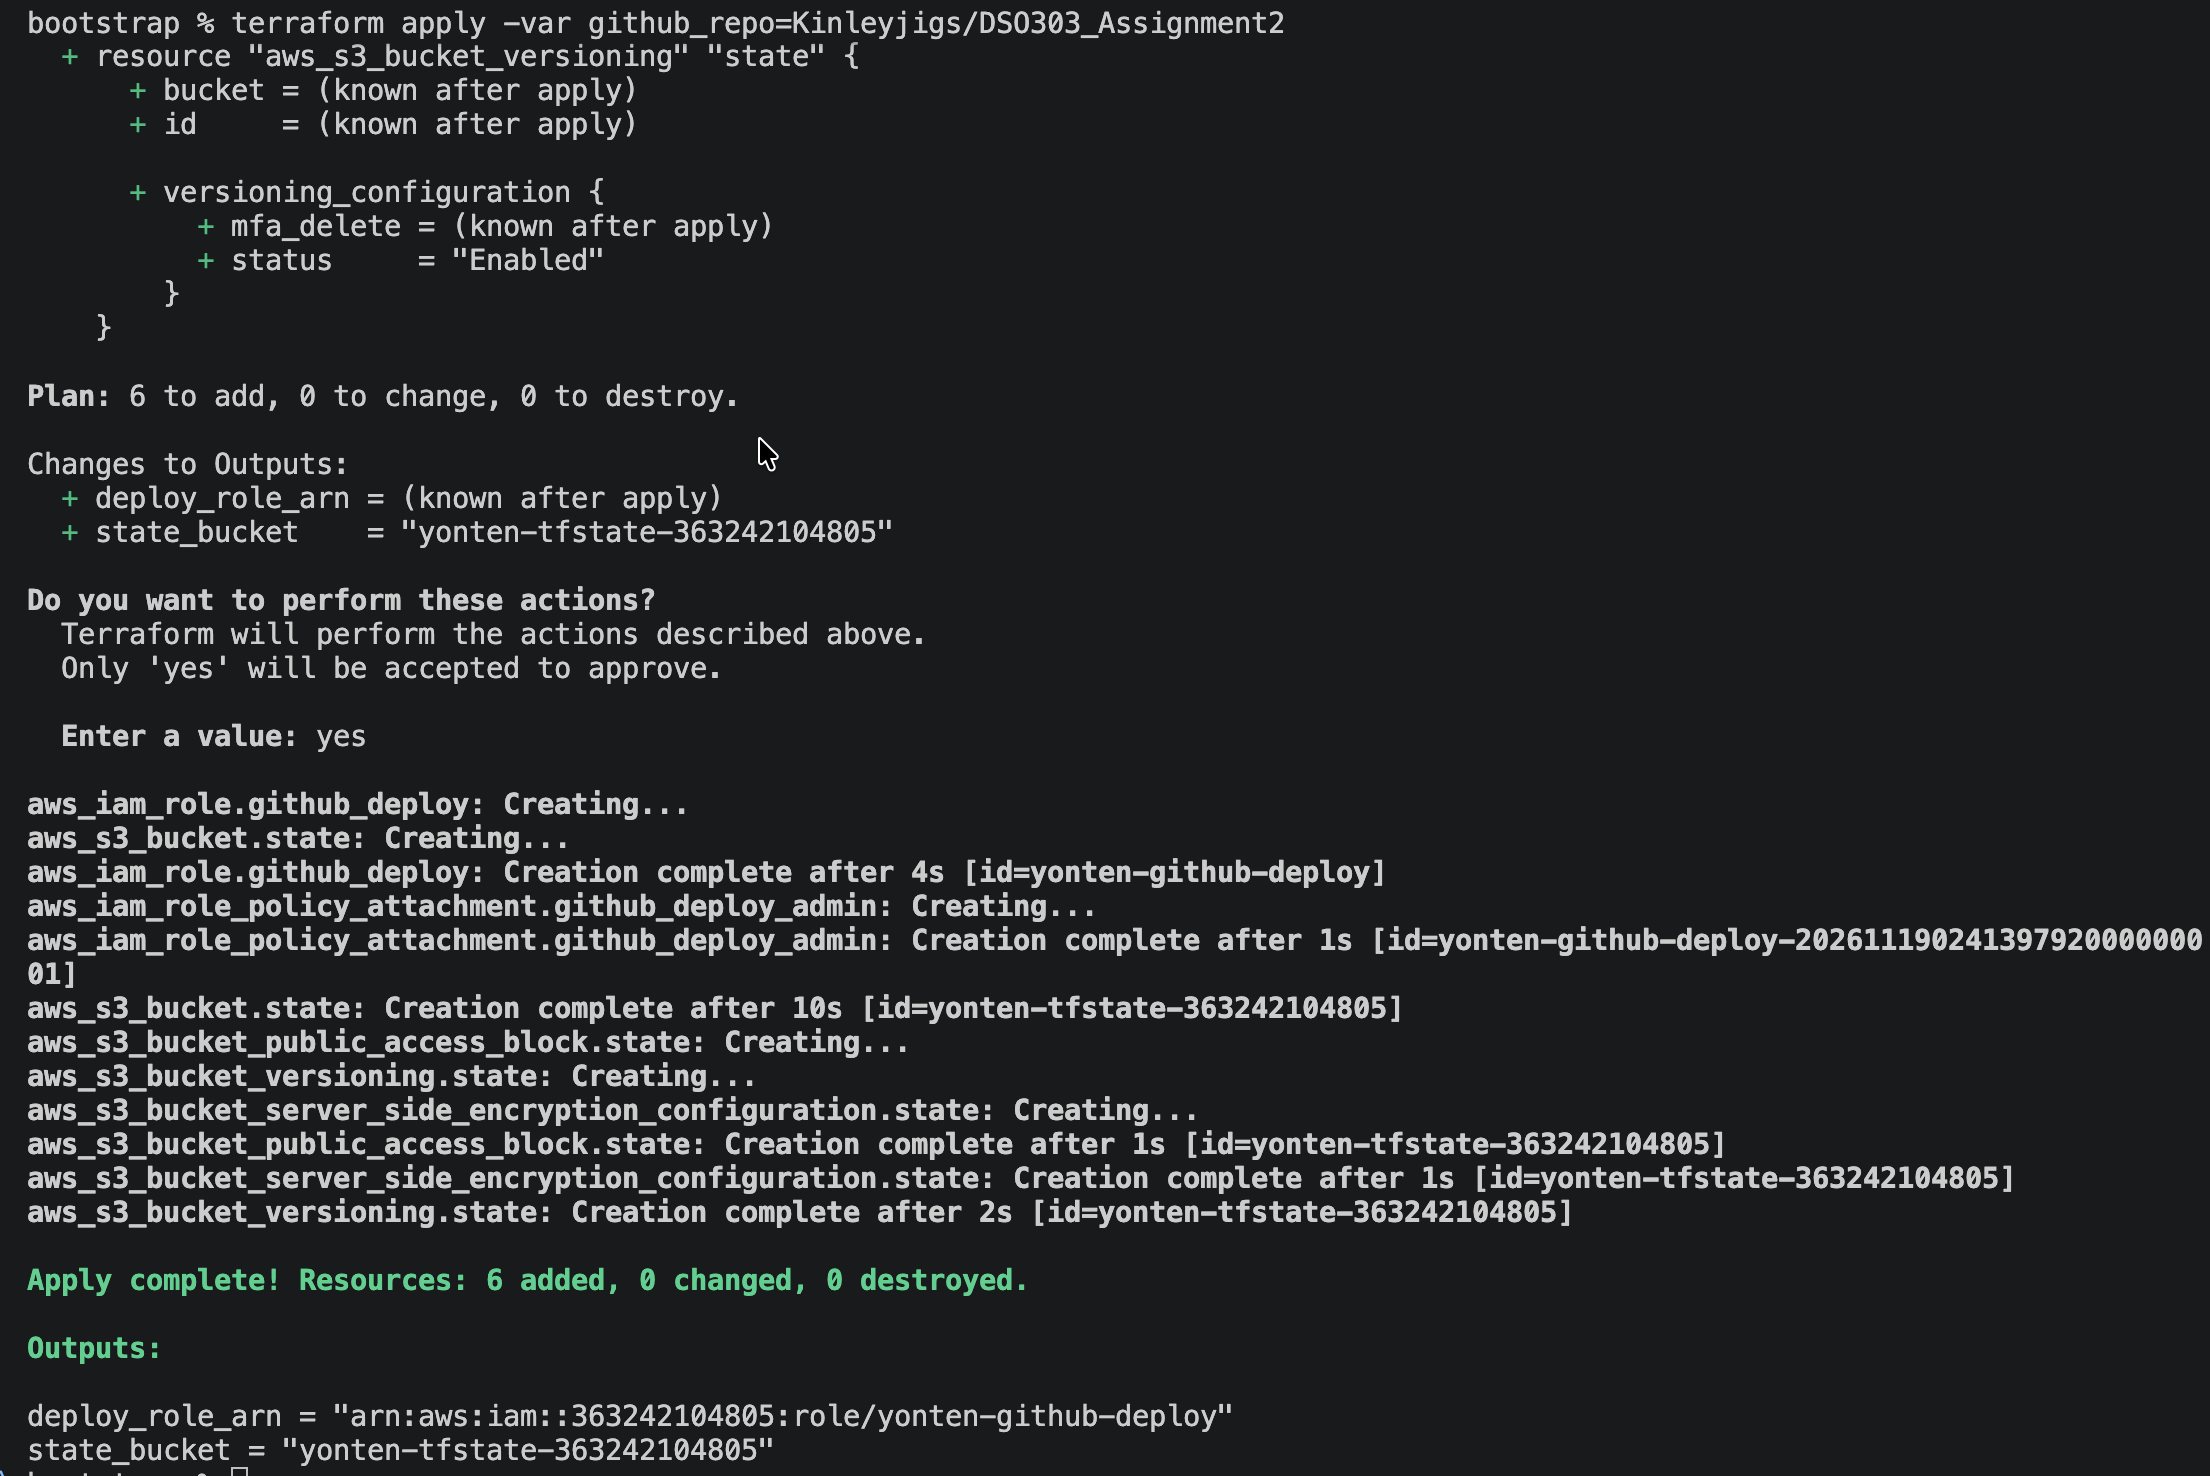 bootstrap % terraform apply -var github_repo=Kinleyjigs/DSO303_Assignment2
  + resource "aws_s3_bucket_versioning" "state" {
      + bucket = (known after apply)
      + id     = (known after apply)

      + versioning_configuration {
          + mfa_delete = (known after apply)
          + status     = "Enabled"
        }
    }

Plan: 6 to add, 0 to change, 0 to destroy.

Changes to Outputs:
  + deploy_role_arn = (known after apply)
  + state_bucket    = "yonten-tfstate-363242104805"

Do you want to perform these actions?
  Terraform will perform the actions described above.
  Only 'yes' will be accepted to approve.

  Enter a value: yes

aws_iam_role.github_deploy: Creating...
aws_s3_bucket.state: Creating...
aws_iam_role.github_deploy: Creation complete after 4s [id=yonten-github-deploy]
aws_iam_role_policy_attachment.github_deploy_admin: Creating...
aws_iam_role_policy_attachment.github_deploy_admin: Creation complete after 1s [id=yonten-github-deploy-202611190241397920000000
01]
aws_s3_bucket.state: Creation complete after 10s [id=yonten-tfstate-363242104805]
aws_s3_bucket_public_access_block.state: Creating...
aws_s3_bucket_versioning.state: Creating...
aws_s3_bucket_server_side_encryption_configuration.state: Creating...
aws_s3_bucket_public_access_block.state: Creation complete after 1s [id=yonten-tfstate-363242104805]
aws_s3_bucket_server_side_encryption_configuration.state: Creation complete after 1s [id=yonten-tfstate-363242104805]
aws_s3_bucket_versioning.state: Creation complete after 2s [id=yonten-tfstate-363242104805]

Apply complete! Resources: 6 added, 0 changed, 0 destroyed.

Outputs:

deploy_role_arn = "arn:aws:iam::363242104805:role/yonten-github-deploy"
state_bucket = "yonten-tfstate-363242104805"